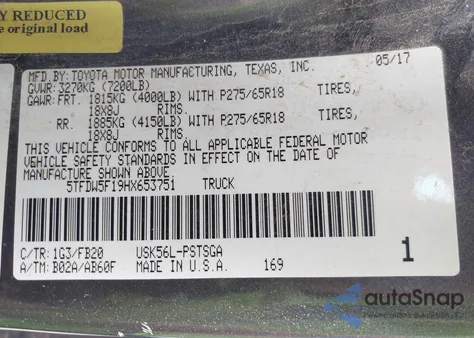 Y REDUCED
e original load
MFD.BY:TOYOTA MOTOR MANUFACTURING, TEXAS, INC. 05/17
GVWR:3270KG (7200LB)
GAWR:FRT. 1815KG (4000LB) WITH P275/65R18 TIRES,
18X8J RIMS,
RR. 1885KG (4150LB) WITH P275/65R18 TIRES,
18X8J RIMS.
THIS VEHICLE CONFORMS TO ALL APPLICABLE FEDERAL MOTOR
VEHICLE SAFETY STANDARDS IN EFFECT ON THE DATE OF
MANUFACTURE SHOWN ABOVE.
5TFDW5F19HX653751 TRUCK
C/TR: 1G3/FB20 USK56L-PSTSGA 1
A/TM: B02A/AB60F MADE IN U.S.A. 169
autoSnap